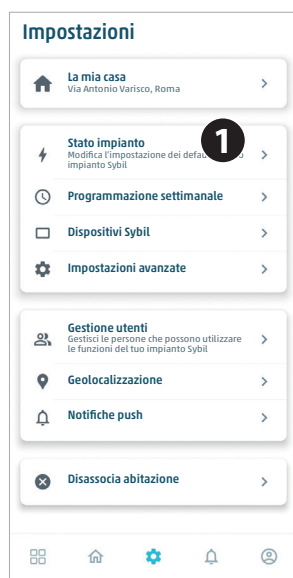 Impostazioni
La mia casa
Via Antonio Varisco, Roma
Stato impianto
1
Modifica l'impostazione dei
impianto Sybil
Programmazione settimanale
Dispositivi Sybil
Impostazioni avanzate
Gestione utenti
Gestisci le persone che possono utilizzare
le funzioni del tuo impianto Sybil
Geolocalizzazione
Notifiche push
Disassocia abitazione